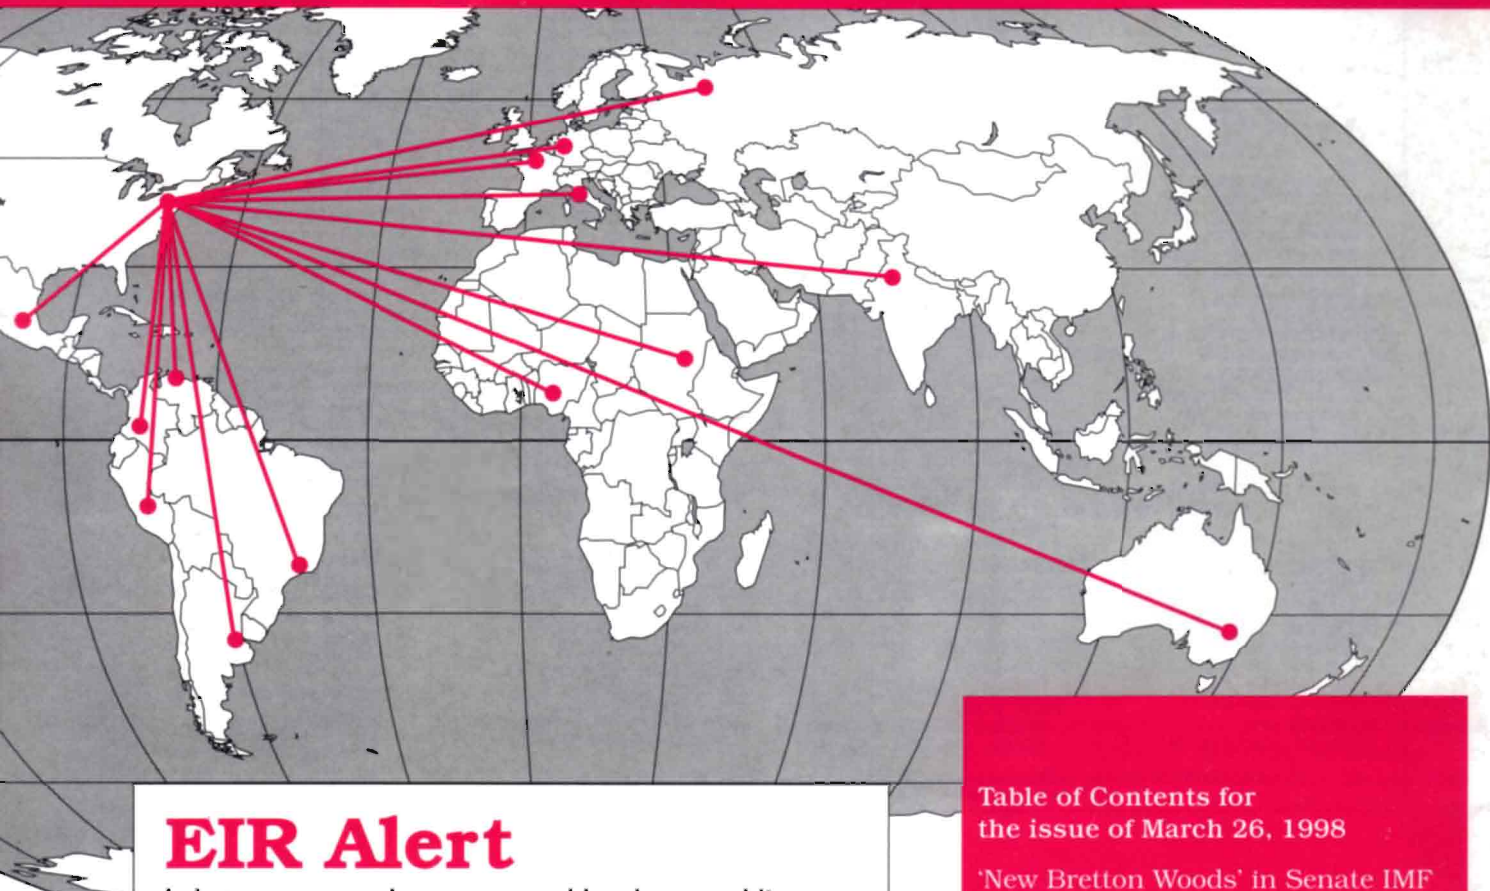 EIR Alert
Table of Contents for
the issue of March 26, 1998
'New Bretton Woods' in Senate IMF